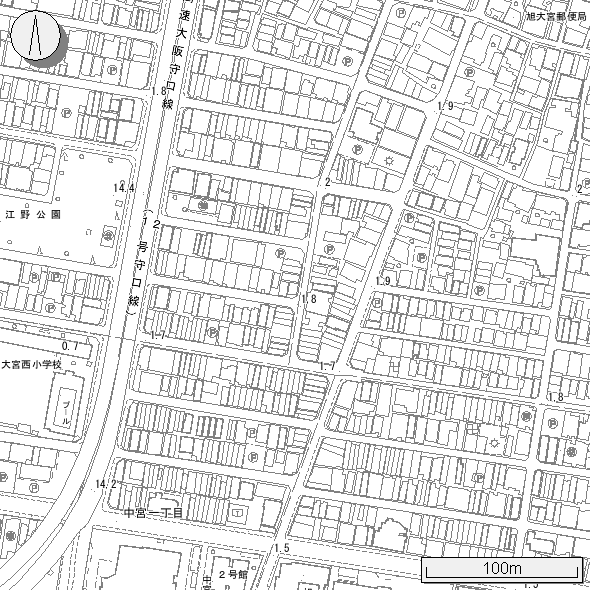 旭大宮郵便局
高速大阪守口線
1.8
1.9
2
14.4
江野公園
(12号守口線)
1.9
1.8
1.7
0.7
大宮西小学校
1.7
1.8
プール
14.2
中宮一丁目
1.5
2号館
中宮
100m